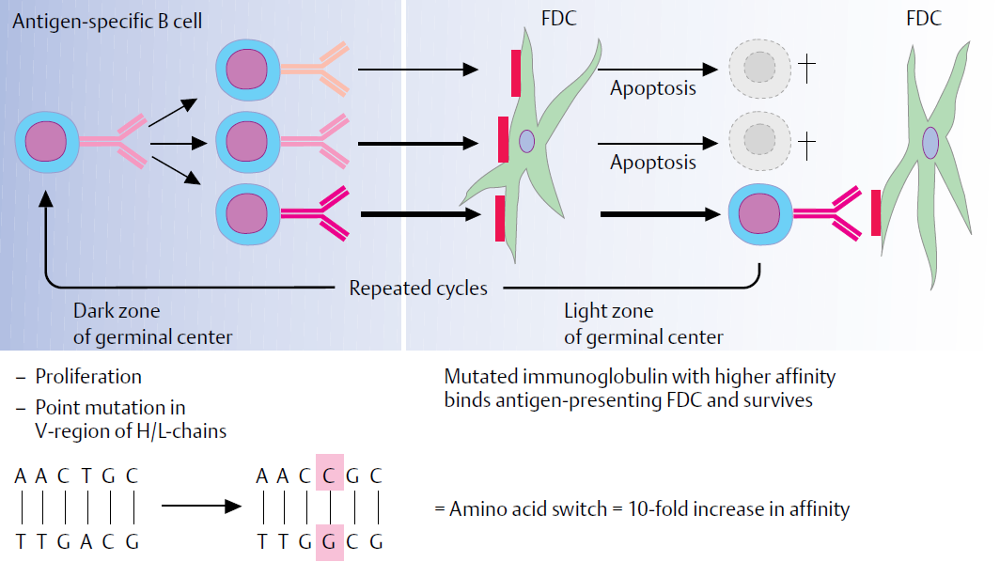 Antigen-specific B cell
FDC
FDC
Apoptosis
Apoptosis
Repeated cycles
Dark zone
of germinal center
Light zone
of germinal center
– Proliferation
– Point mutation in
V-region of H/L-chains
Mutated immunoglobulin with higher affinity
binds antigen-presenting FDC and survives
A A C T G C
A A C C G C
T T G A C G
T T G G C G
= Amino acid switch = 10-fold increase in affinity